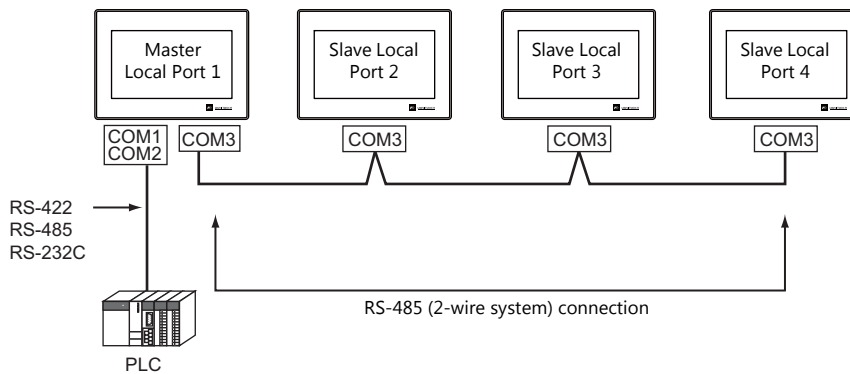 Master
Local Port 1
Slave Local
Port 2
Slave Local
Port 3
Slave Local
Port 4
COM1
COM2
COM3
COM3
COM3
COM3
RS-422
RS-485
RS-232C
RS-485 (2-wire system) connection
PLC